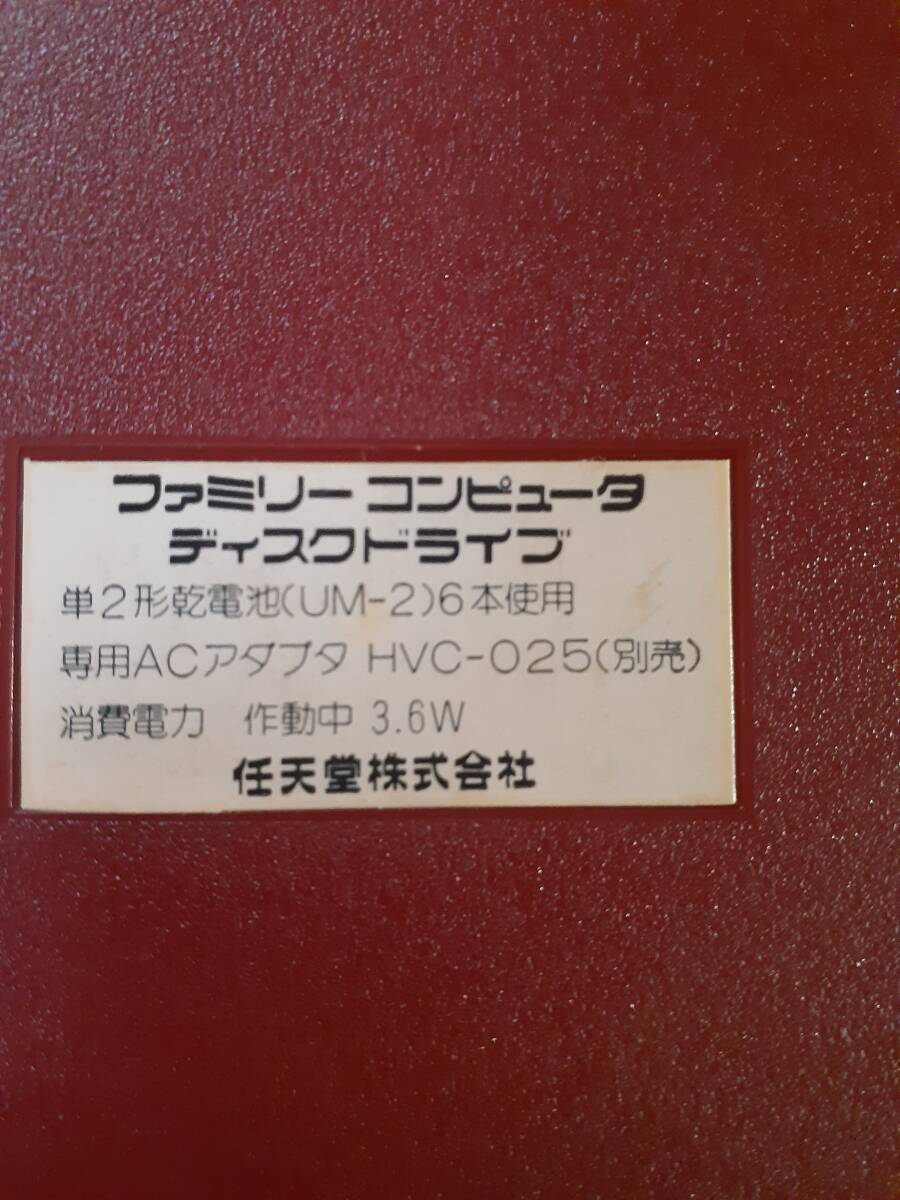 ファミリー コンピュータ
ディスクドライブ
単2形乾電池(UM-2)6本使用
専用ACアダプタ HVC-025(別売)
消費電力 作動中 3.6W
任天堂株式会社